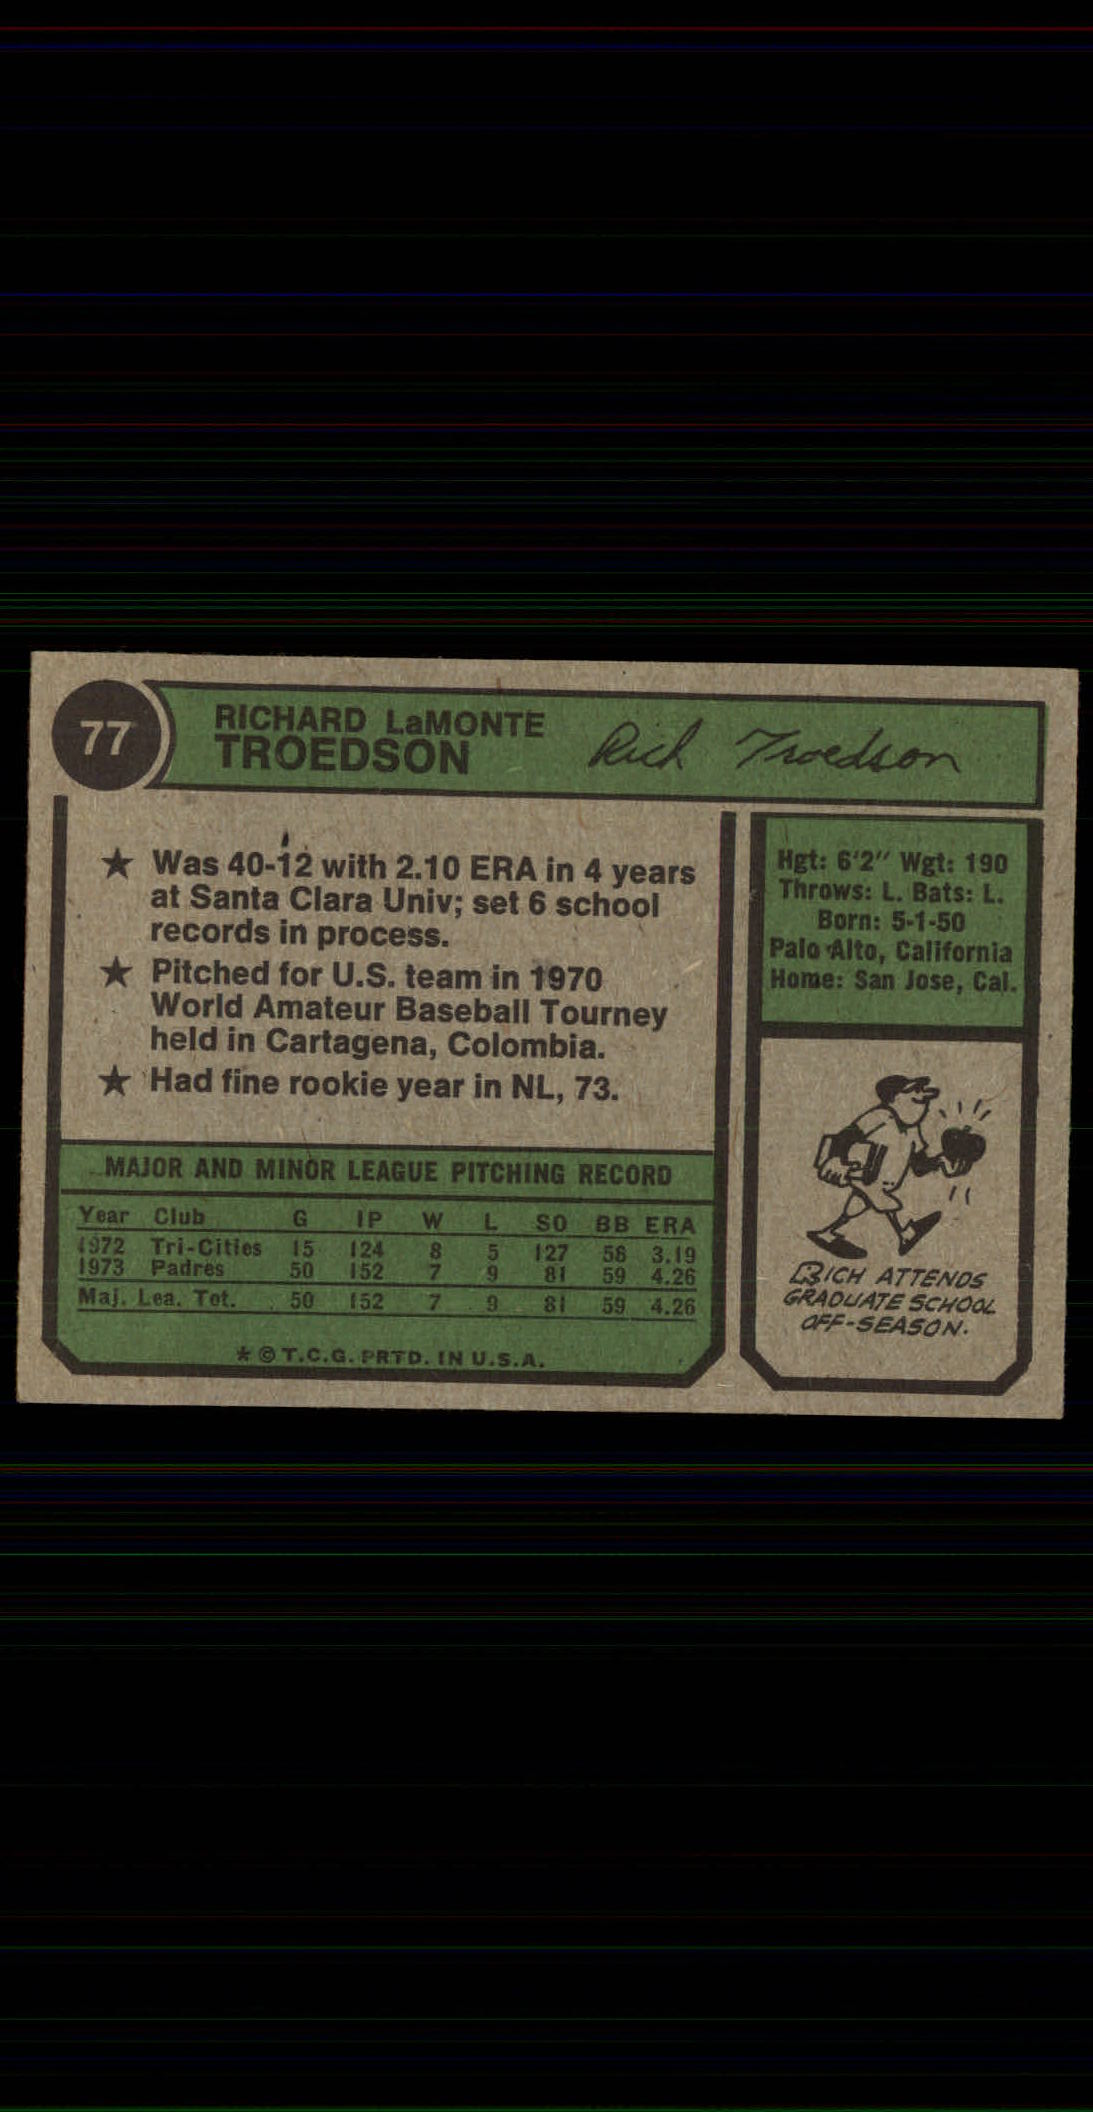 77
RICHARD LaMONTE
TROEDSON
Rich Troedson
★ Was 40-12 with 2.10 ERA in 4 years
at Santa Clara Univ; set 6 school
records in process.
★ Pitched for U.S. team in 1970
World Amateur Baseball Tourney
held in Cartagena, Colombia.
★ Had fine rookie year in NL, 73.
Hgt: 6'2" Wgt: 190
Throws: L. Bats: L.
Born: 5-1-50
Palo Alto, California
Home: San Jose, Cal.
MAJOR AND MINOR LEAGUE PITCHING RECORD
Year Club G IP W L SO BB ERA
1972 Tri-Cities 15 124 8 5 127 58 3.19
1973 Padres 50 152 7 9 81 59 4.26
Maj. Lea. Tot. 50 152 7 9 81 59 4.26
★ © T.C.G. PRTD. IN U.S.A.
RICH ATTENDS
GRADUATE SCHOOL
OFF-SEASON.